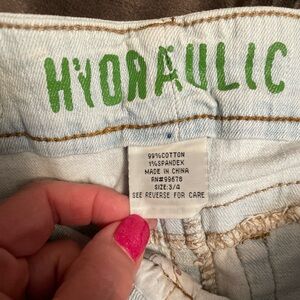 HYDRAULIC
99%COTTON
1%SPANDEX
MADE IN CHINA
RN#99678
SIZE:3/4
SEE REVERSE FOR CARE